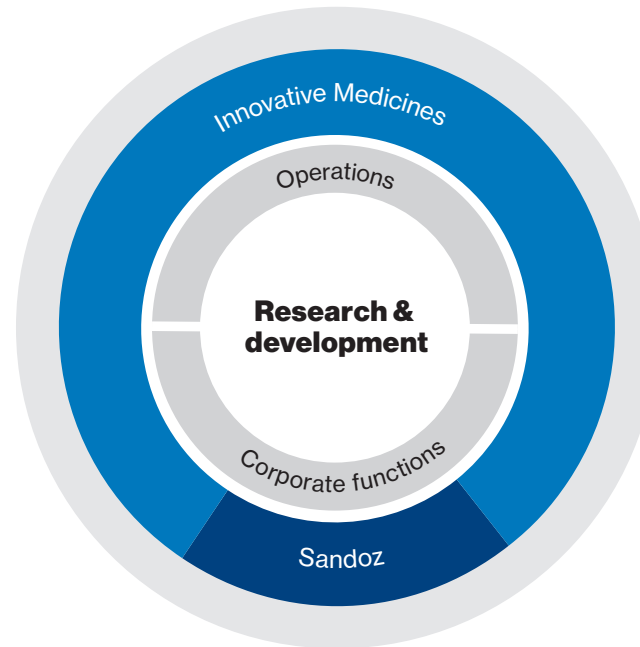 Innovative Medicines
Operations
Research &
development
Corporate functions
Sandoz